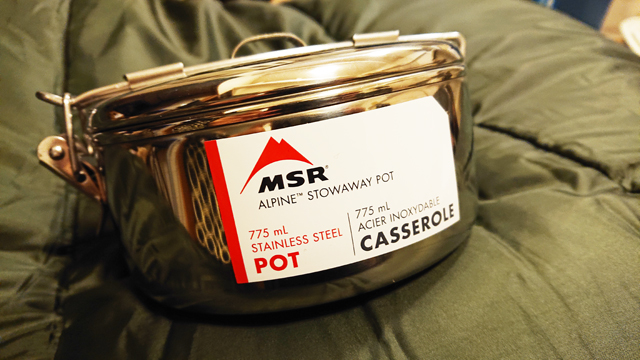 MSR®
ALPINE™ STOWAWAY POT
775 mL
STAINLESS STEEL
POT
775 mL
ACIER INOXYDABLE
CASSEROLE